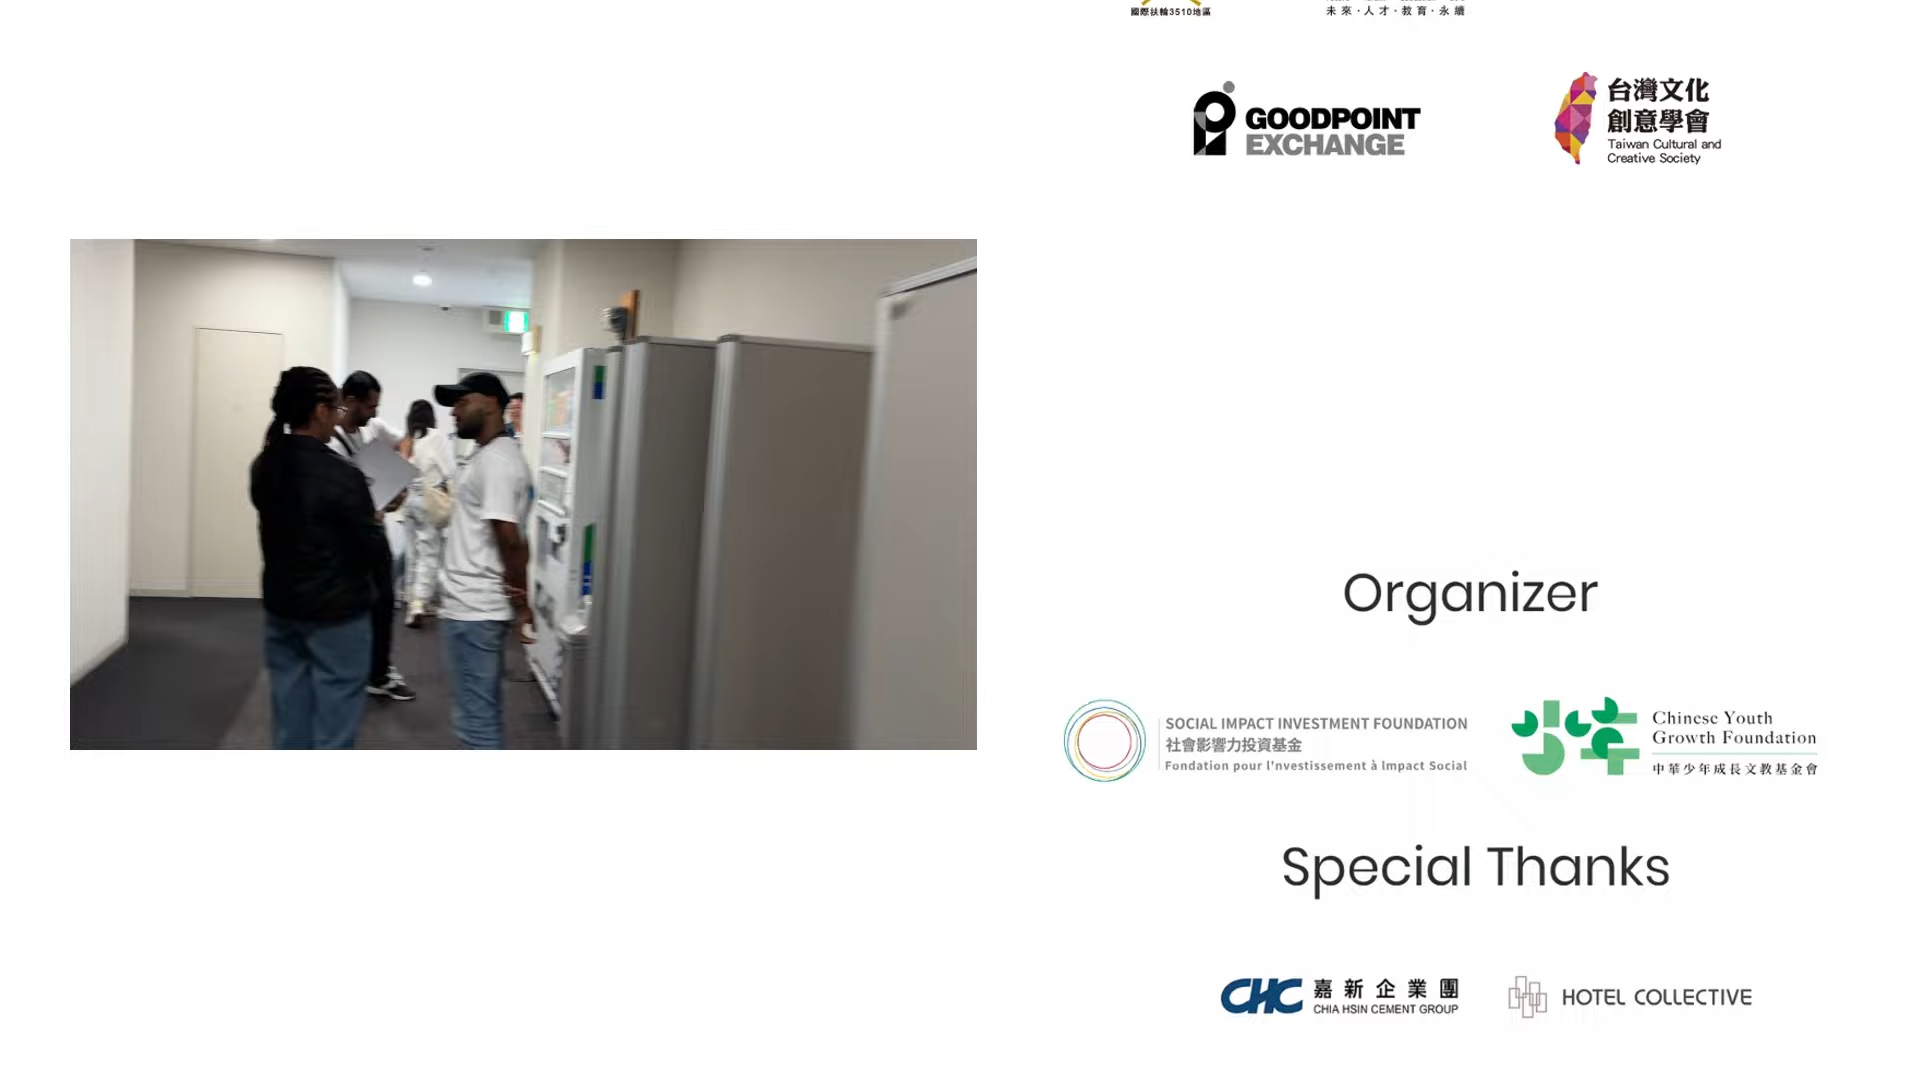 國際扶輪3510地區
未來·人才·教育·永續
GOODPOINT
EXCHANGE
台灣文化
創意學會
Taiwan Cultural and
Creative Society
Organizer
SOCIAL IMPACT INVESTMENT FOUNDATION
社會影響力投資基金
Fondation pour l'nvestissement à Impact Social
少年
Chinese Youth
Growth Foundation
中華少年成長文教基金會
Special Thanks
CHC
嘉新企業團
CHIA HSIN CEMENT GROUP
HOTEL COLLECTIVE